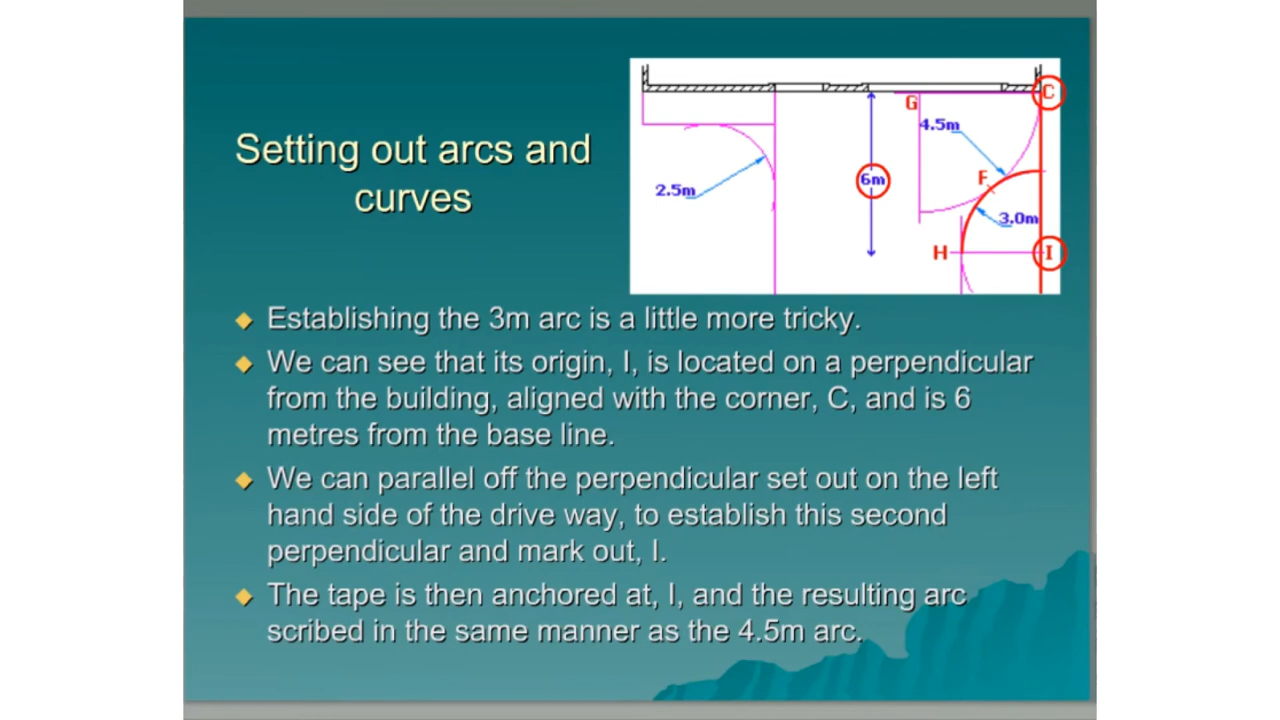 Setting out arcs and
curves
C
G
4.5m
F
6m
2.5m
3.0m
H
I
Establishing the 3m arc is a little more tricky.
We can see that its origin, I, is located on a perpendicular
from the building, aligned with the corner, C, and is 6
metres from the base line.
We can parallel off the perpendicular set out on the left
hand side of the drive way, to establish this second
perpendicular and mark out, I.
The tape is then anchored at, I, and the resulting arc
scribed in the same manner as the 4.5m arc.